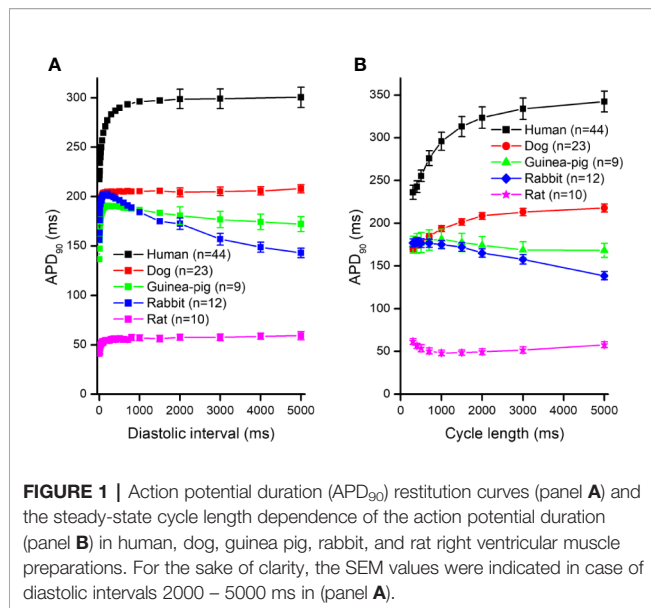 A
APD90 (ms)
300
250
200
150
100
50
0
Human (n=44)
Dog (n=23)
Guinea-pig (n=9)
Rabbit (n=12)
Rat (n=10)
0 1000 2000 3000 4000 5000
Diastolic interval (ms)
B
APD90 (ms)
350
300
250
200
150
100
50
0
Human (n=44)
Dog (n=23)
Guinea-pig (n=9)
Rabbit (n=12)
Rat (n=10)
0 1000 2000 3000 4000 5000
Cycle length (ms)
FIGURE 1 | Action potential duration (APD90) restitution curves (panel A) and
the steady-state cycle length dependence of the action potential duration
(panel B) in human, dog, guinea pig, rabbit, and rat right ventricular muscle
preparations. For the sake of clarity, the SEM values were indicated in case of
diastolic intervals 2000 – 5000 ms in (panel A).